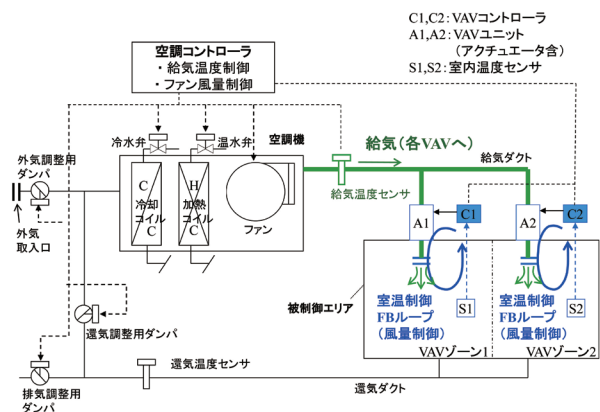 C1,C2：VAVコントローラ
A1,A2：VAVユニット
（アクチュエータ含）
S1,S2：室内温度センサ
空調コントローラ
・給気温度制御
・ファン風量制御
冷水弁
温水弁
空調機
給気（各VAVへ）
給気ダクト
外気調整用
ダンパ
C
冷却
コイル
C
H
加熱
コイル
C
ファン
給気温度センサ
A1
C1
A2
C2
外気
取入口
被制御エリア
室温制御
FBループ
（風量制御）
S1
室温制御
FBループ
（風量制御）
S2
還気調整用ダンパ
VAVゾーン1
VAVゾーン2
還気温度センサ
還気ダクト
排気調整用
ダンパ